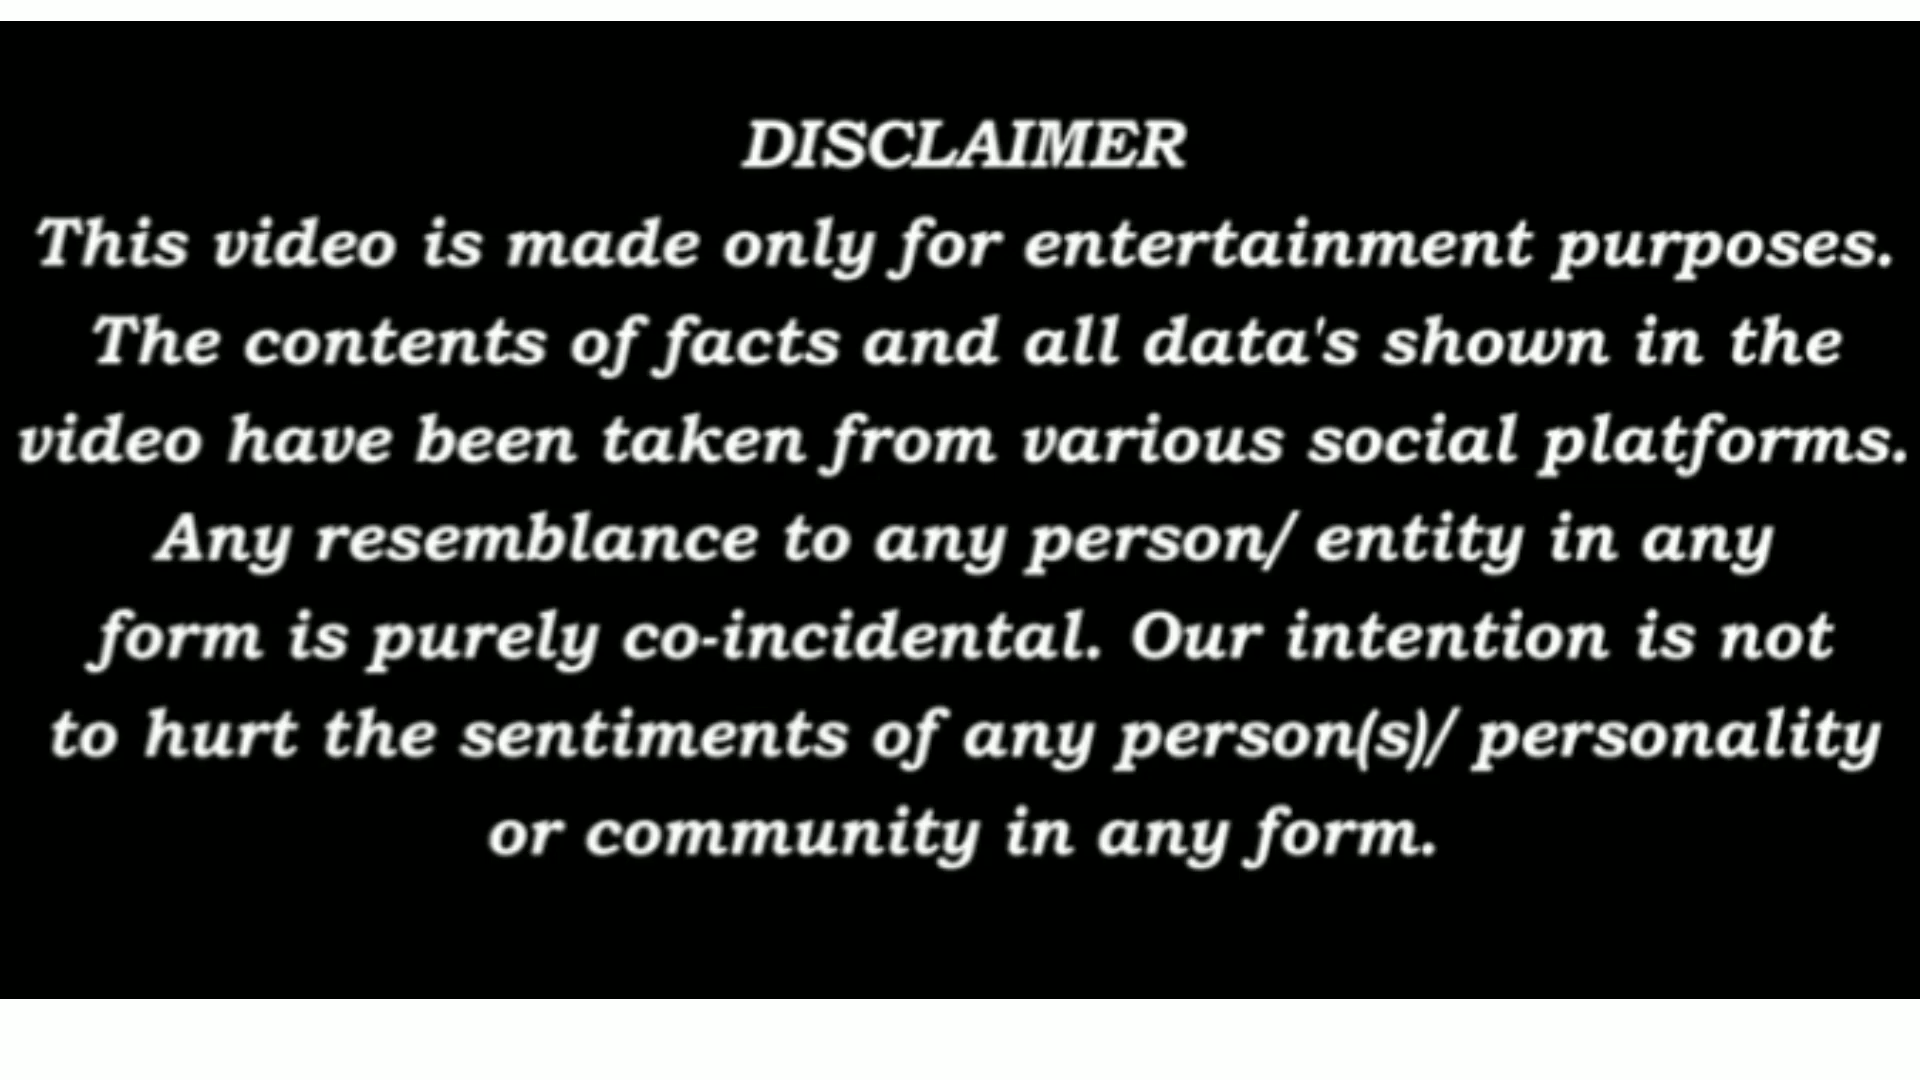 DISCLAIMER
This video is made only for entertainment purposes.
The contents of facts and all data's shown in the
video have been taken from various social platforms.
Any resemblance to any person/ entity in any
form is purely co-incidental. Our intention is not
to hurt the sentiments of any person(s)/ personality
or community in any form.